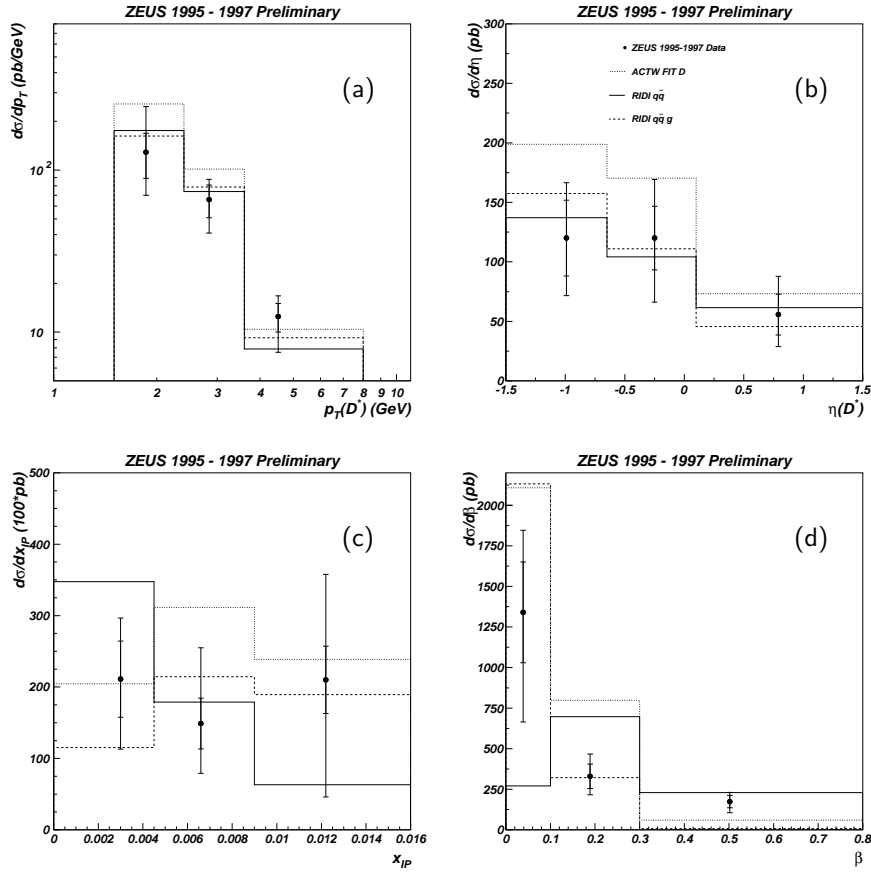 ZEUS 1995 - 1997 Preliminary
dσ/dp_T (pb/GeV)
(a)
10^2
10
1 2 3 4 5 6 7 8 9 10
p_T(D^*) (GeV)
ZEUS 1995 - 1997 Preliminary
dσ/dη (pb)
ZEUS 1995-1997 Data
ACTW FIT D
RIDI qq̄
RIDI qq̄ g
(b)
300
250
200
150
100
50
0
-1.5 -1 -0.5 0 0.5 1 1.5
η(D^*)
ZEUS 1995 - 1997 Preliminary
dσ/dx_IP (100*pb)
(c)
500
400
300
200
100
0
0 0.002 0.004 0.006 0.008 0.01 0.012 0.014 0.016
x_IP
ZEUS 1995 - 1997 Preliminary
dσ/dβ (pb)
(d)
2000
1750
1500
1250
1000
750
500
250
0
0 0.1 0.2 0.3 0.4 0.5 0.6 0.7 0.8
β